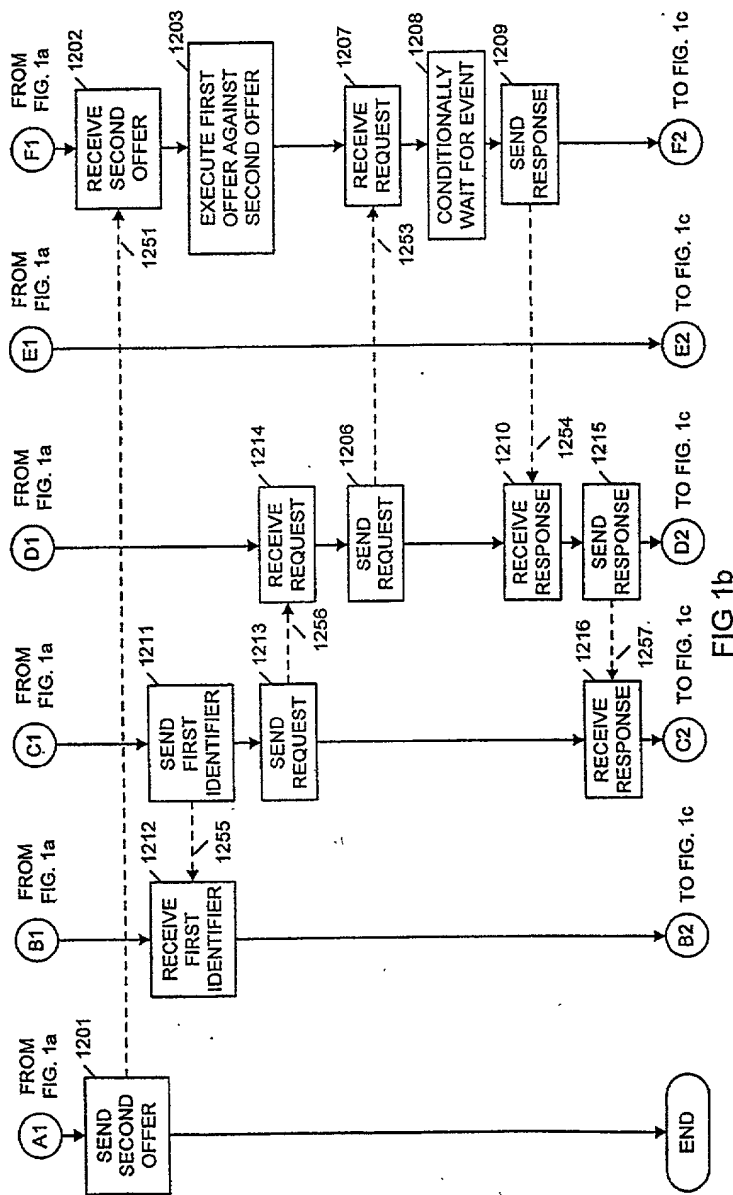 A1
FROM
FIG. 1a
1201
SEND
SECOND
OFFER
END
B1
FROM
FIG. 1a
1212
RECEIVE
FIRST
IDENTIFIER
1255
B2
TO FIG. 1c
C1
FROM
FIG. 1a
1211
SEND
FIRST
IDENTIFIER
1213
SEND
REQUEST
1256
1216
RECEIVE
RESPONSE
1257
C2
TO FIG. 1c
D1
FROM
FIG. 1a
1214
RECEIVE
REQUEST
1206
SEND
REQUEST
1210
RECEIVE
RESPONSE
1254
1215
SEND
RESPONSE
D2
TO FIG. 1c
E1
FROM
FIG. 1a
1251
1253
E2
TO FIG. 1c
F1
FROM
FIG. 1a
1202
RECEIVE
SECOND
OFFER
1203
EXECUTE FIRST
OFFER AGAINST
SECOND OFFER
1207
RECEIVE
REQUEST
1208
CONDITIONALLY
WAIT FOR EVENT
1209
SEND
RESPONSE
F2
TO FIG. 1c
FIG 1b